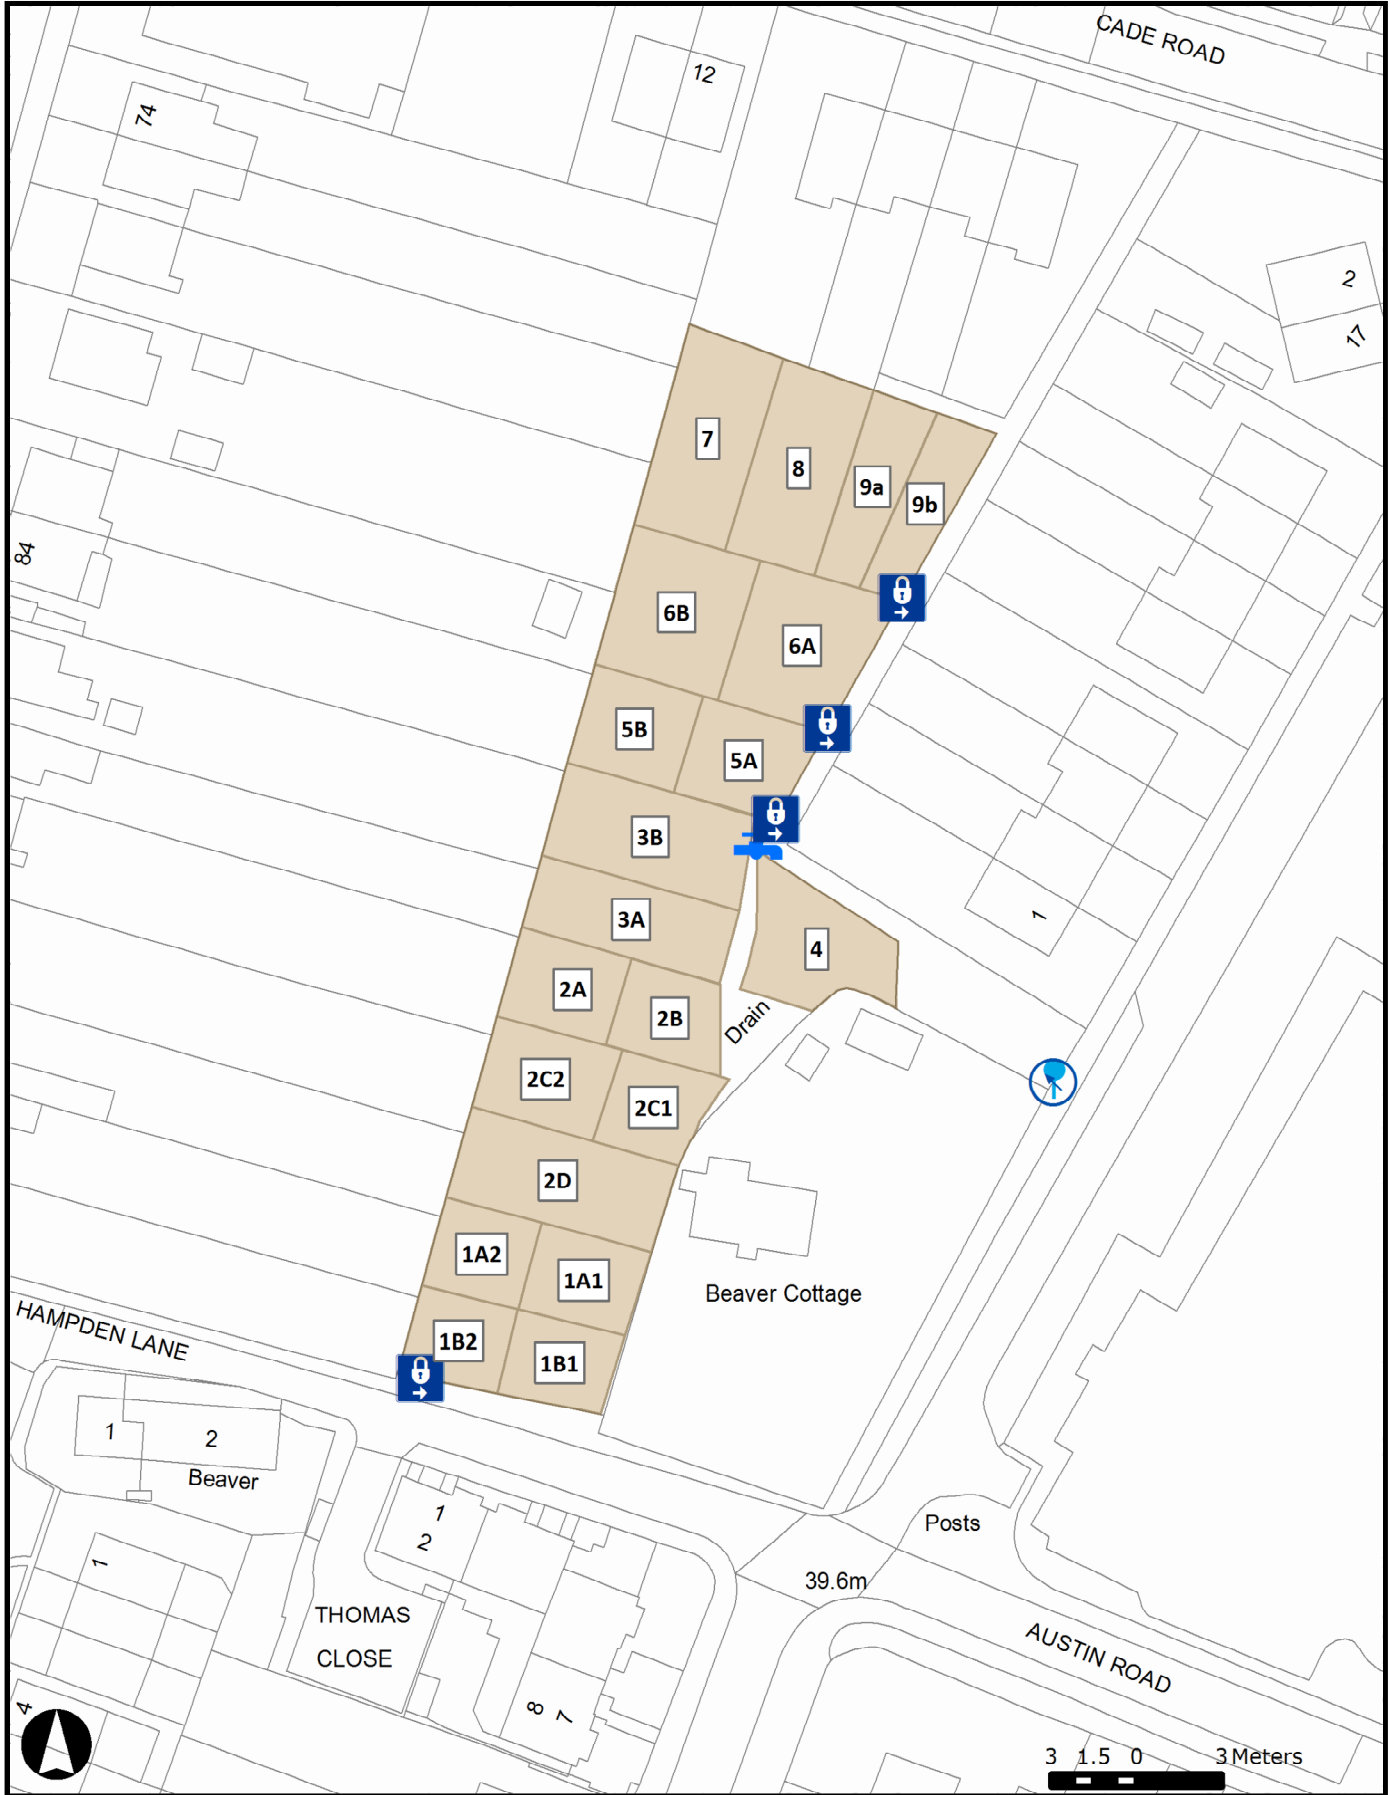 CADE ROAD
12
74
2
17
7
8
9a
9b
84
6B
6A
5B
5A
3B
3A
4
1
2A
2B
Drain
2C2
2C1
2D
1A2
1A1
Beaver Cottage
HAMPDEN LANE
1B2
1B1
1
2
Beaver
1
2
Posts
1
39.6m
THOMAS
CLOSE
AUSTIN ROAD
4
8
7
3 1.5 0 3 Meters